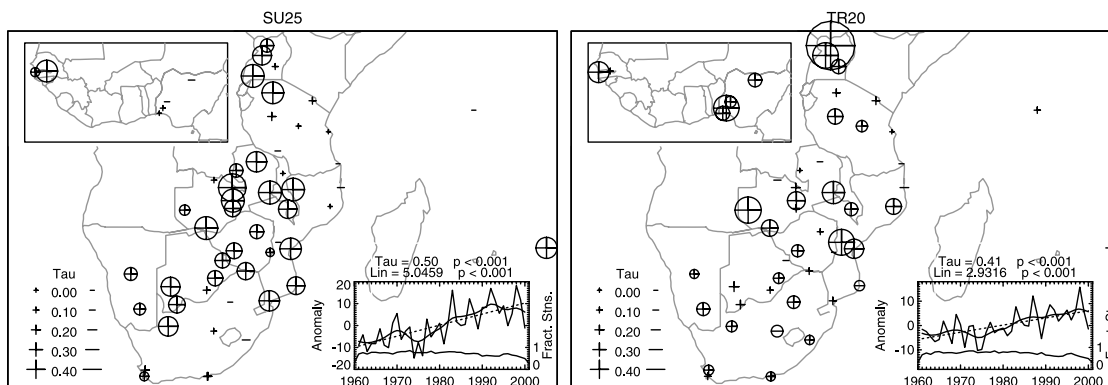 SU25
TR20
Tau
0.00
0.10
0.20
0.30
0.40
Tau = 0.50 p < 0.001
Lin = 5.0459 p < 0.001
Anomaly
20
10
0
-10
-20
1
0
Fract. Stns.
1960 1970 1980 1990 2000
Tau
0.00
0.10
0.20
0.30
0.40
Tau = 0.41 p < 0.001
Lin = 2.9316 p < 0.001
Anomaly
10
0
-10
1
0
1960 1970 1980 1990 2000